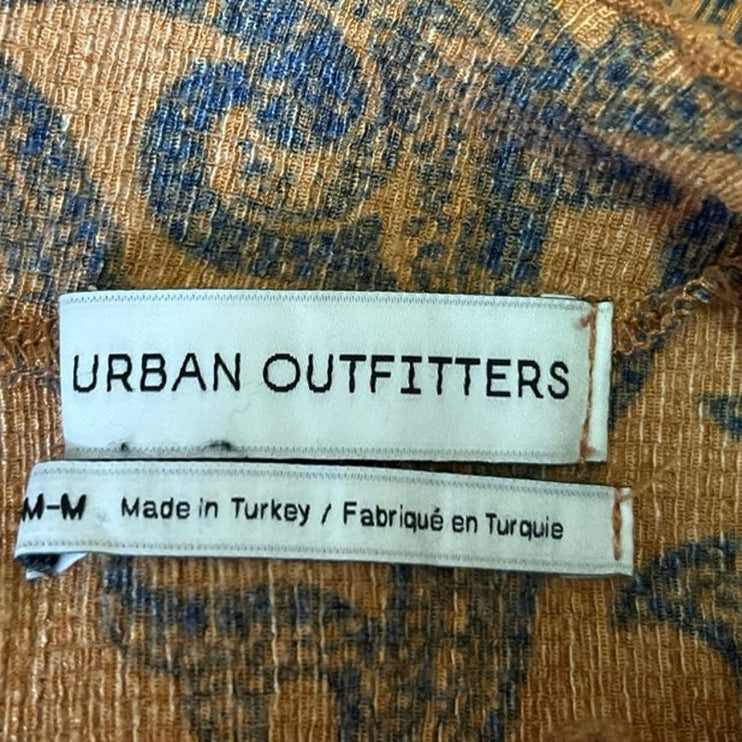 URBAN OUTFITTERS
M-M Made in Turkey / Fabriqué en Turquie